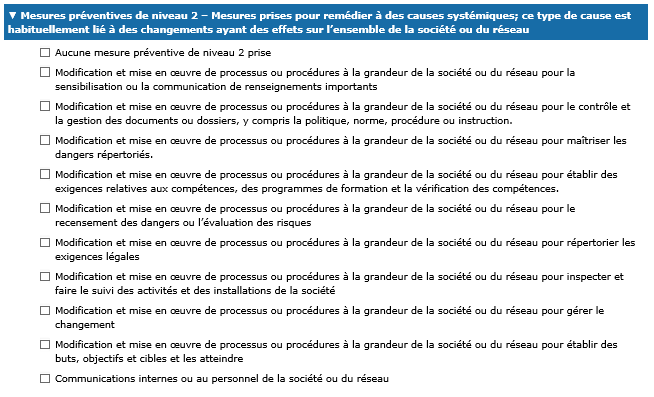 ▼ Mesures préventives de niveau 2 – Mesures prises pour remédier à des causes systémiques; ce type de cause est
habituellement lié à des changements ayant des effets sur l’ensemble de la société ou du réseau
Aucune mesure préventive de niveau 2 prise
Modification et mise en œuvre de processus ou procédures à la grandeur de la société ou du réseau pour la
sensibilisation ou la communication de renseignements importants
Modification et mise en œuvre de processus ou procédures à la grandeur de la société ou du réseau pour le contrôle et
la gestion des documents ou dossiers, y compris la politique, norme, procédure ou instruction.
Modification et mise en œuvre de processus ou procédures à la grandeur de la société ou du réseau pour maîtriser les
dangers répertoriés.
Modification et mise en œuvre de processus ou procédures à la grandeur de la société ou du réseau pour établir des
exigences relatives aux compétences, des programmes de formation et la vérification des compétences.
Modification et mise en œuvre de processus ou procédures à la grandeur de la société ou du réseau pour le
recensement des dangers ou l’évaluation des risques
Modification et mise en œuvre de processus ou procédures à la grandeur de la société ou du réseau pour répertorier les
exigences légales
Modification et mise en œuvre de processus ou procédures à la grandeur de la société ou du réseau pour inspecter et
faire le suivi des activités et des installations de la société
Modification et mise en œuvre de processus ou procédures à la grandeur de la société ou du réseau pour gérer le
changement
Modification et mise en œuvre de processus ou procédures à la grandeur de la société ou du réseau pour établir des
buts, objectifs et cibles et les atteindre
Communications internes ou au personnel de la société ou du réseau